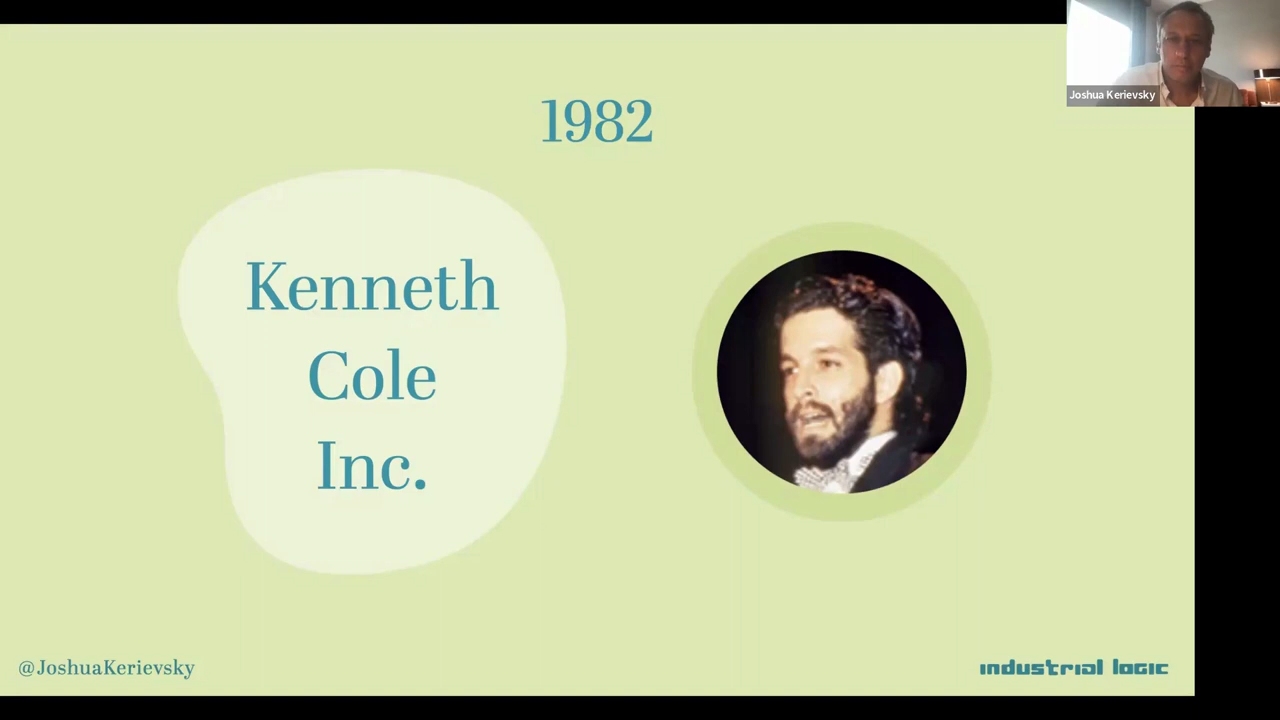 Joshua Kerievsky
1982
Kenneth
Cole
Inc.
@JoshuaKerievsky
industrial logic